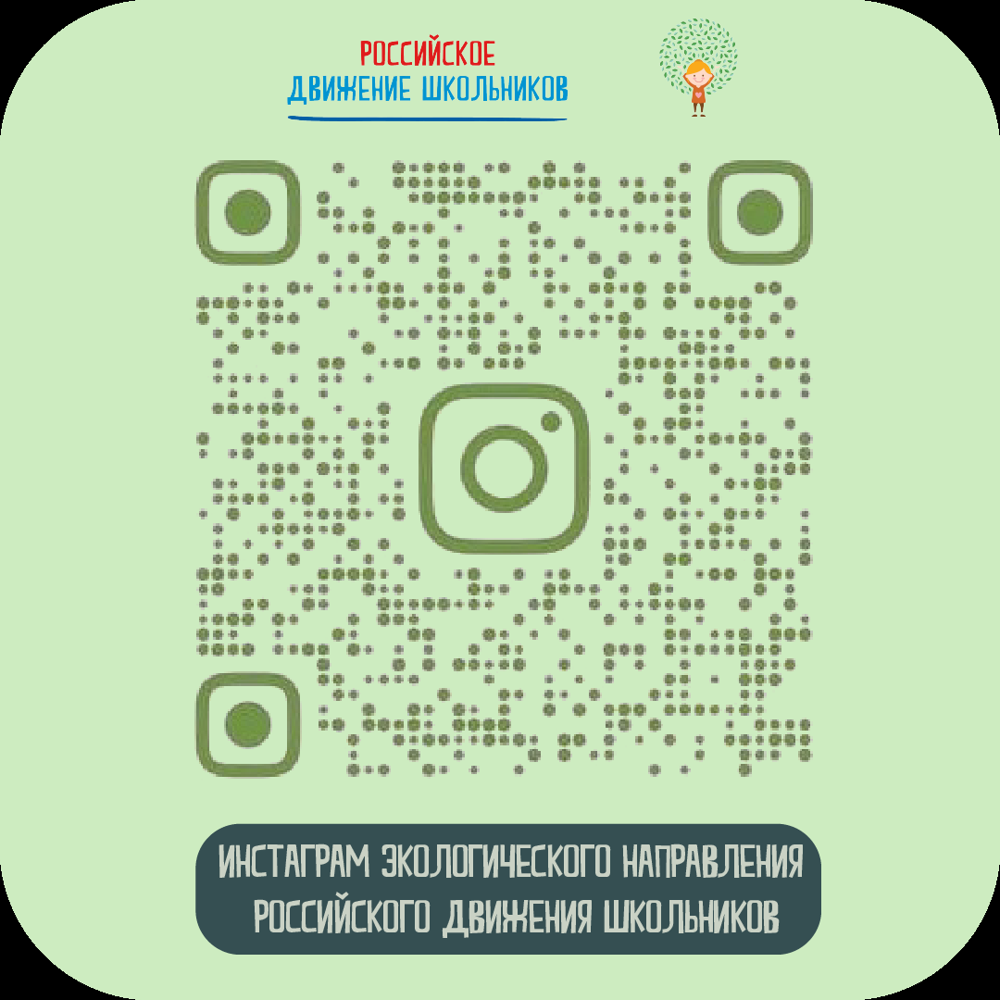 РОССИЙСКОЕ
ДВИЖЕНИЕ ШКОЛЬНИКОВ
ИНСТАГРАМ ЭКОЛОГИЧЕСКОГО НАПРАВЛЕНИЯ
РОССИЙСКОГО ДВИЖЕНИЯ ШКОЛЬНИКОВ